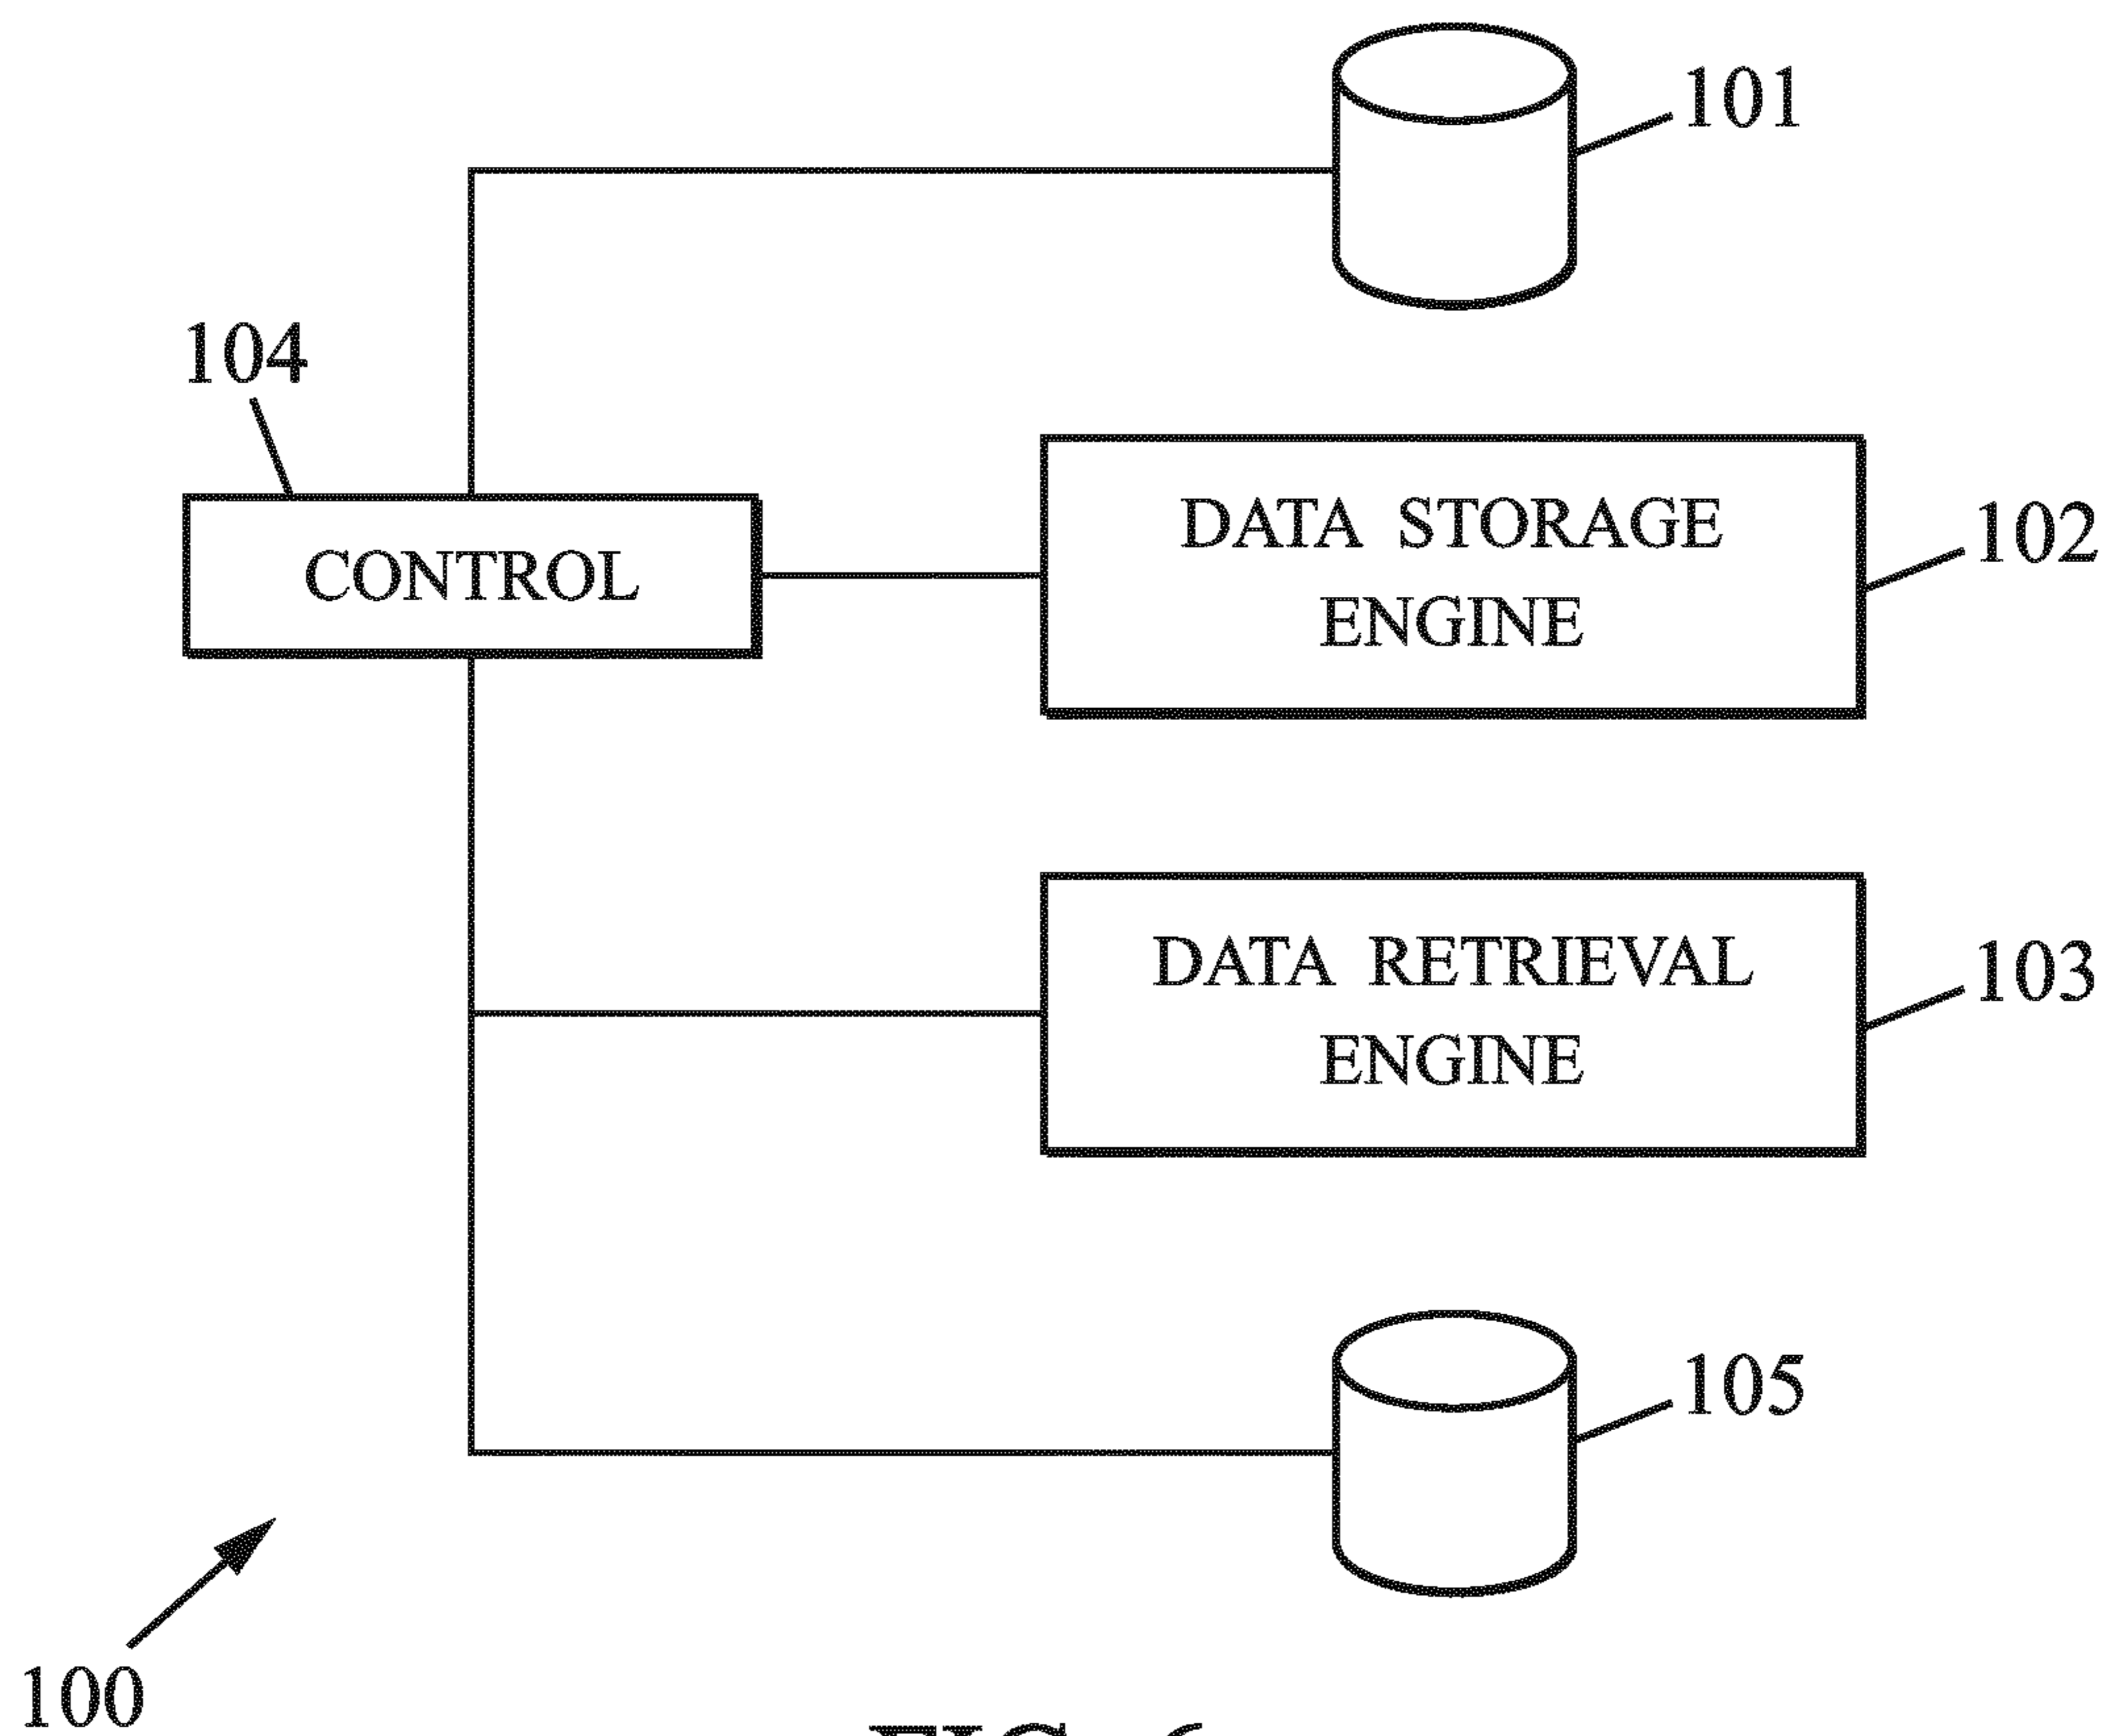 101
104
CONTROL
DATA STORAGE
ENGINE
102
DATA RETRIEVAL
ENGINE
103
105
100